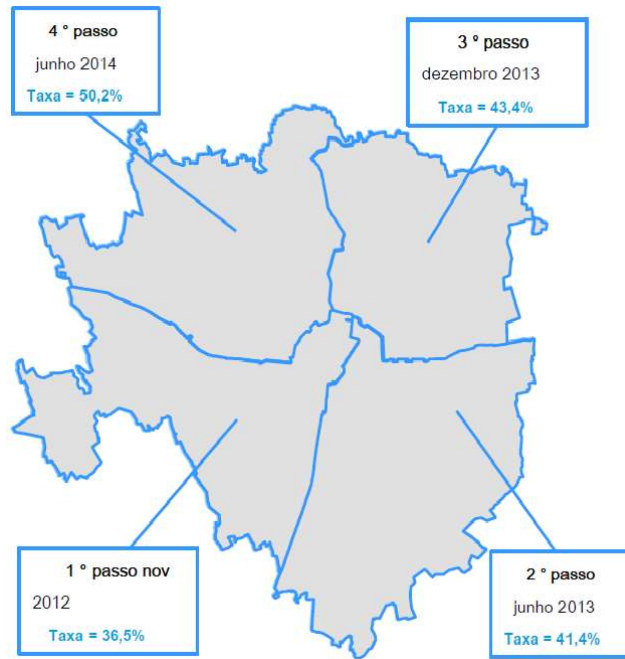 4 ° passo
junho 2014
Taxa = 50,2%
3 ° passo
dezembro 2013
Taxa = 43,4%
1 ° passo nov
2012
Taxa = 36,5%
2 ° passo
junho 2013
Taxa = 41,4%